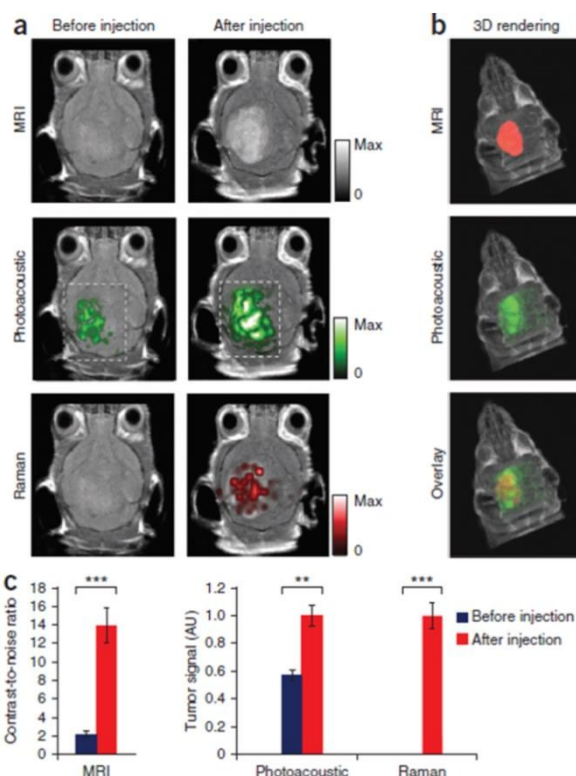 a Before injection After injection
MRI
Max
0
Photoacoustic
Max
0
Raman
Max
0
b 3D rendering
MRI
Photoacoustic
Overlay
c
***
18
16
14
12
10
8
6
4
2
0
Contrast-to-noise ratio
MRI
** ***
1.2
1.0
0.8
0.6
0.4
0.2
0
Tumor signal (AU)
Photoacoustic Raman
Before injection
After injection